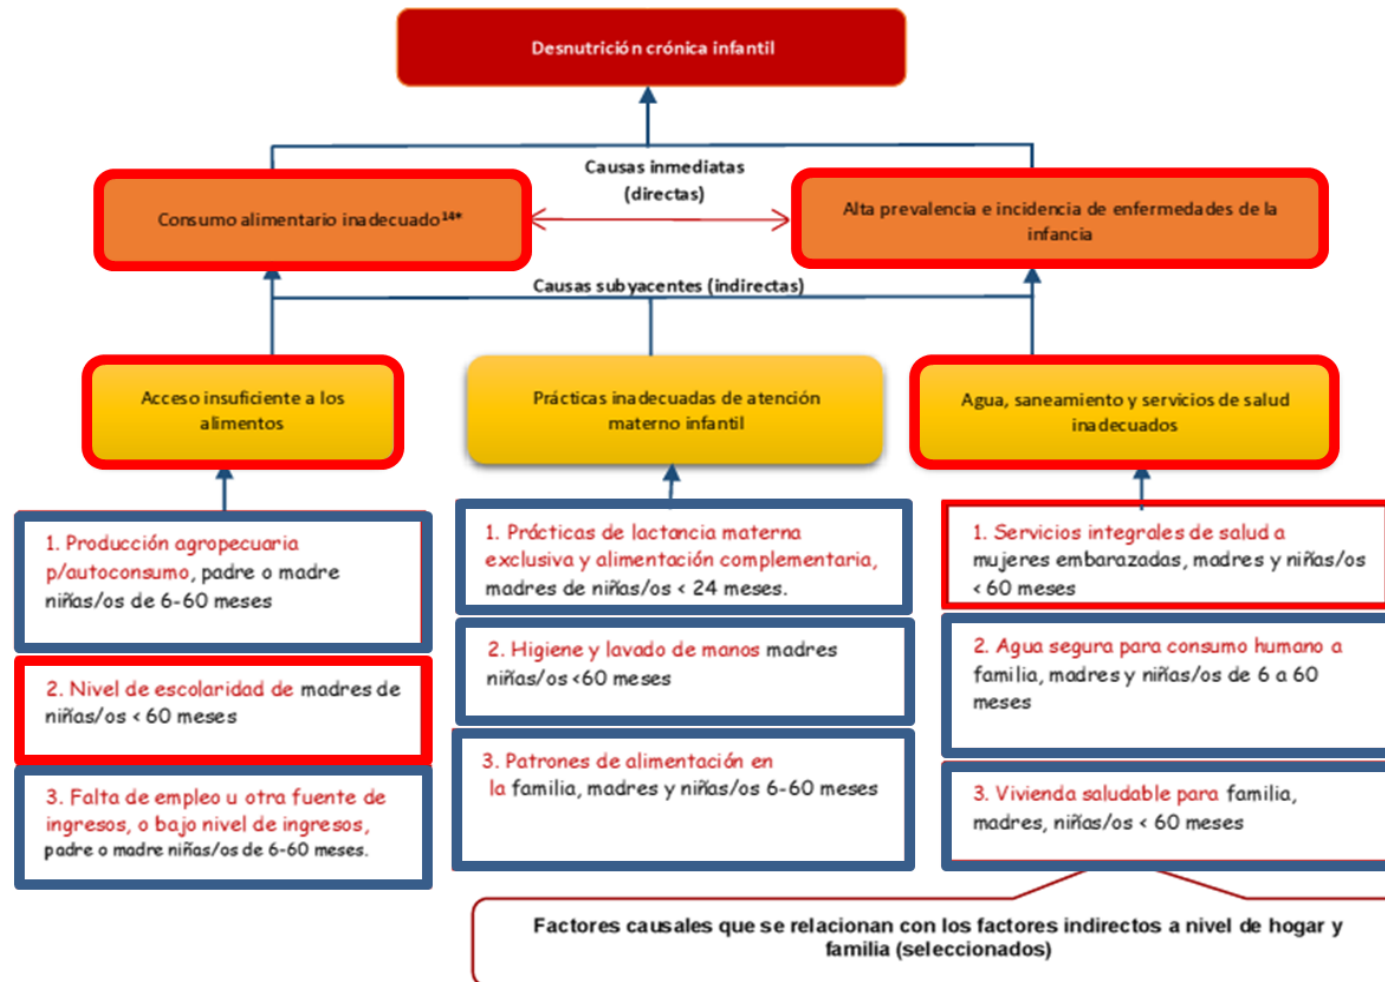 Desnutrición crónica infantil
Causas inmediatas
(directas)
Consumo alimentario inadecuado¹⁴*
Alta prevalencia e incidencia de enfermedades de la
infancia
Causas subyacentes (indirectas)
Acceso insuficiente a los
alimentos
Prácticas inadecuadas de atención
materno infantil
Agua, saneamiento y servicios de salud
inadecuados
1. Producción agropecuaria
p/autoconsumo, padre o madre
niñas/os de 6-60 meses
2. Nivel de escolaridad de madres de
niñas/os < 60 meses
3. Falta de empleo u otra fuente de
ingresos, o bajo nivel de ingresos,
padre o madre niñas/os de 6-60 meses.
1. Prácticas de lactancia materna
exclusiva y alimentación complementaria,
madres de niñas/os < 24 meses.
2. Higiene y lavado de manos madres
niñas/os <60 meses
3. Patrones de alimentación en
la familia, madres y niñas/os 6-60 meses
1. Servicios integrales de salud a
mujeres embarazadas, madres y niñas/os
< 60 meses
2. Agua segura para consumo humano a
familia, madres y niñas/os de 6 a 60
meses
3. Vivienda saludable para familia,
madres, niñas/os < 60 meses
Factores causales que se relacionan con los factores indirectos a nivel de hogar y
familia (seleccionados)